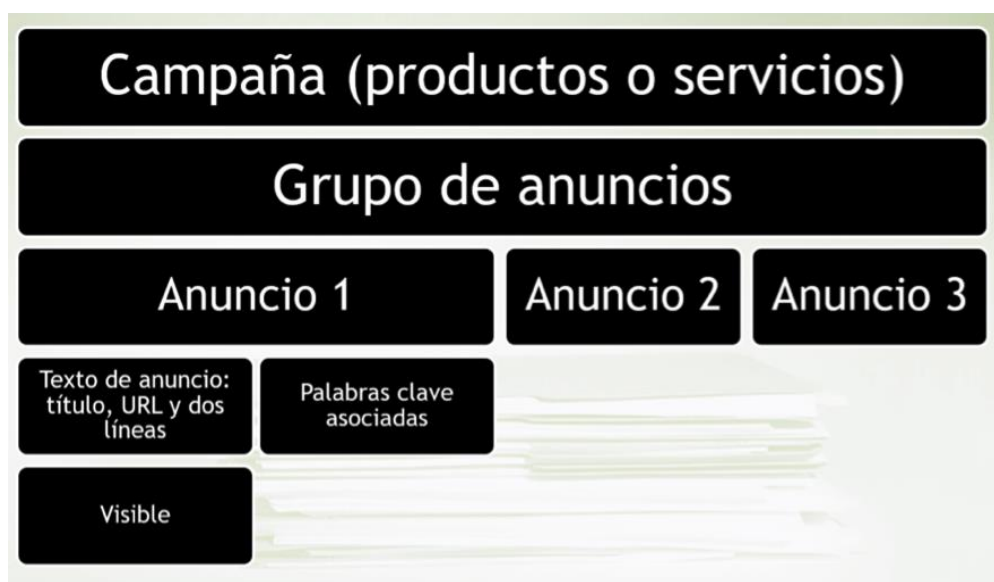 Campaña (productos o servicios)
Grupo de anuncios
Anuncio 1
Anuncio 2
Anuncio 3
Texto de anuncio:
título, URL y dos
líneas
Palabras clave
asociadas
Visible